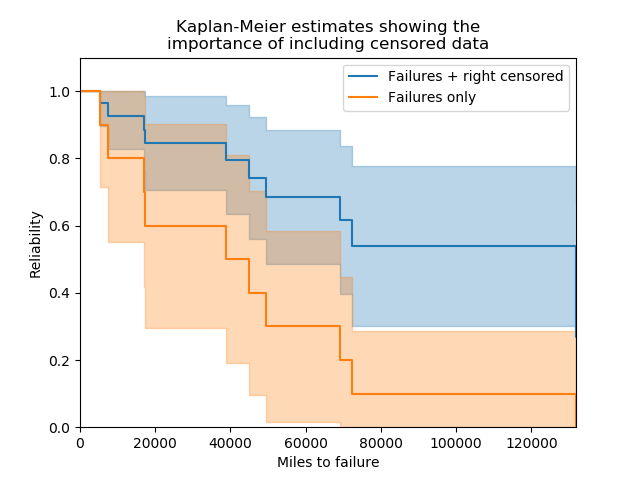 Kaplan-Meier estimates showing the
importance of including censored data
Failures + right censored
Failures only
1.0
0.8
0.6
0.4
0.2
0.0
Reliability
0
20000
40000
60000
80000
100000
120000
Miles to failure